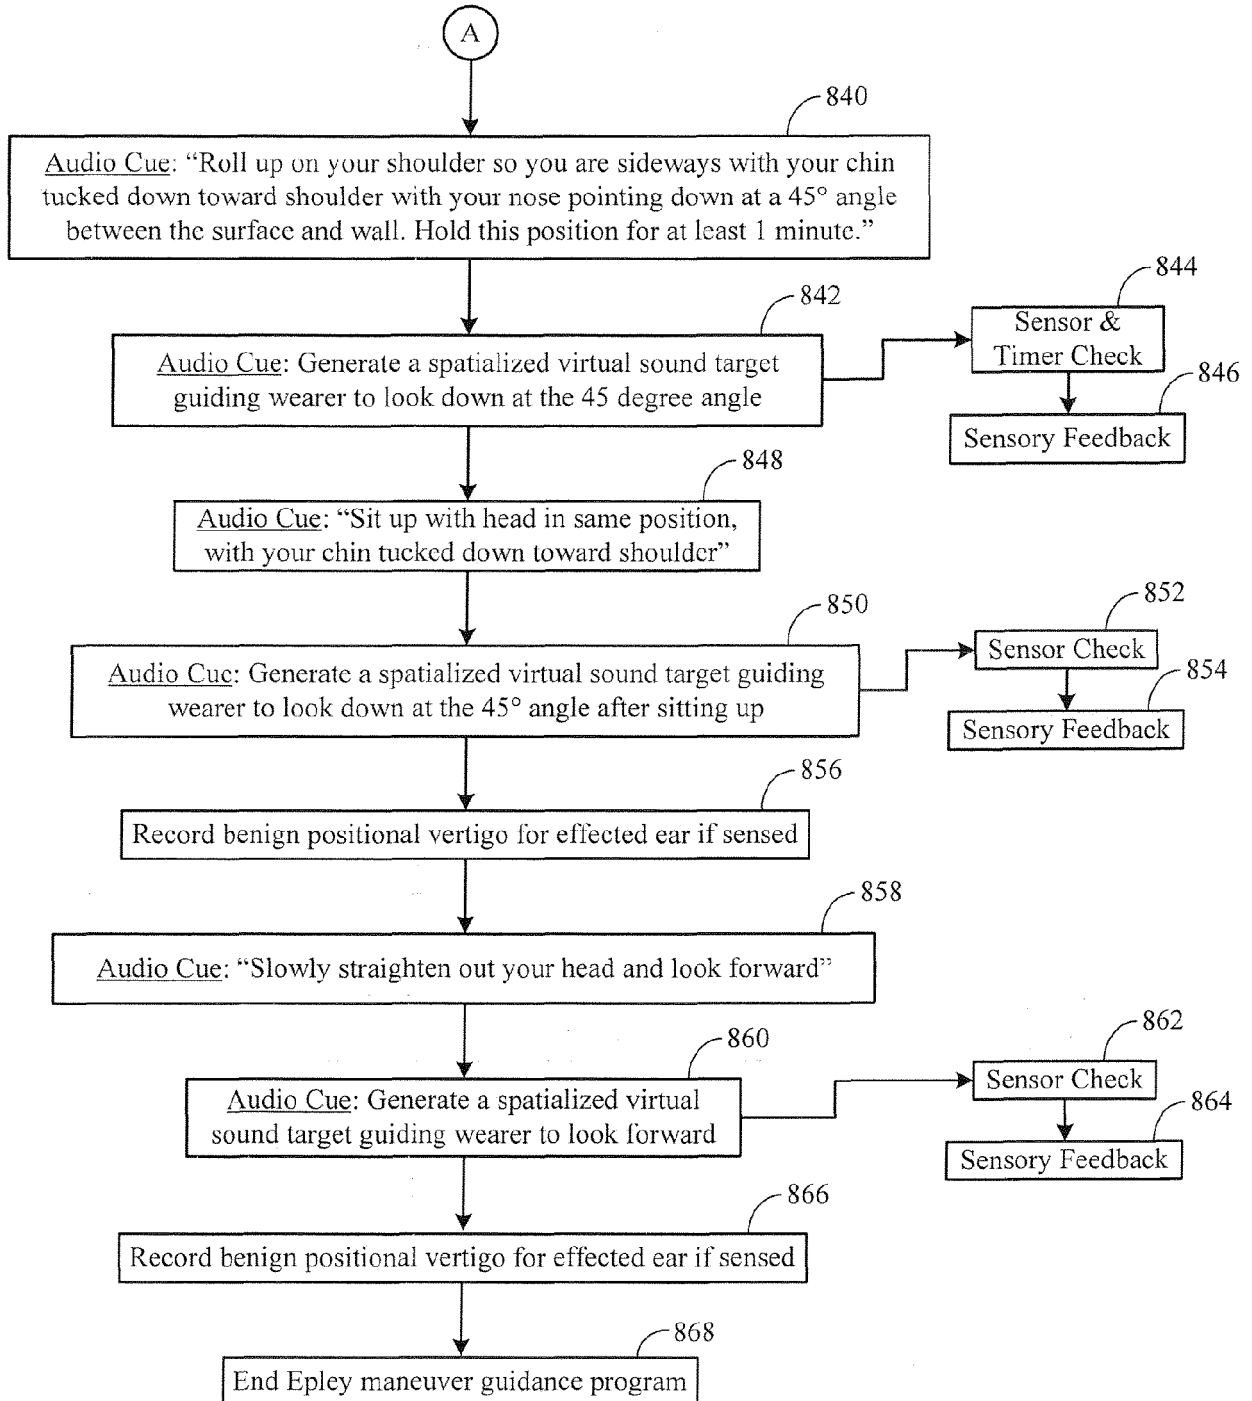 A
840
Audio Cue: “Roll up on your shoulder so you are sideways with your chin
tucked down toward shoulder with your nose pointing down at a 45° angle
between the surface and wall. Hold this position for at least 1 minute.”
842
Audio Cue: Generate a spatialized virtual sound target
guiding wearer to look down at the 45 degree angle
844
Sensor &
Timer Check
846
Sensory Feedback
848
Audio Cue: “Sit up with head in same position,
with your chin tucked down toward shoulder”
850
Audio Cue: Generate a spatialized virtual sound target guiding
wearer to look down at the 45° angle after sitting up
852
Sensor Check
854
Sensory Feedback
856
Record benign positional vertigo for effected ear if sensed
858
Audio Cue: “Slowly straighten out your head and look forward”
860
Audio Cue: Generate a spatialized virtual
sound target guiding wearer to look forward
862
Sensor Check
864
Sensory Feedback
866
Record benign positional vertigo for effected ear if sensed
868
End Epley maneuver guidance program